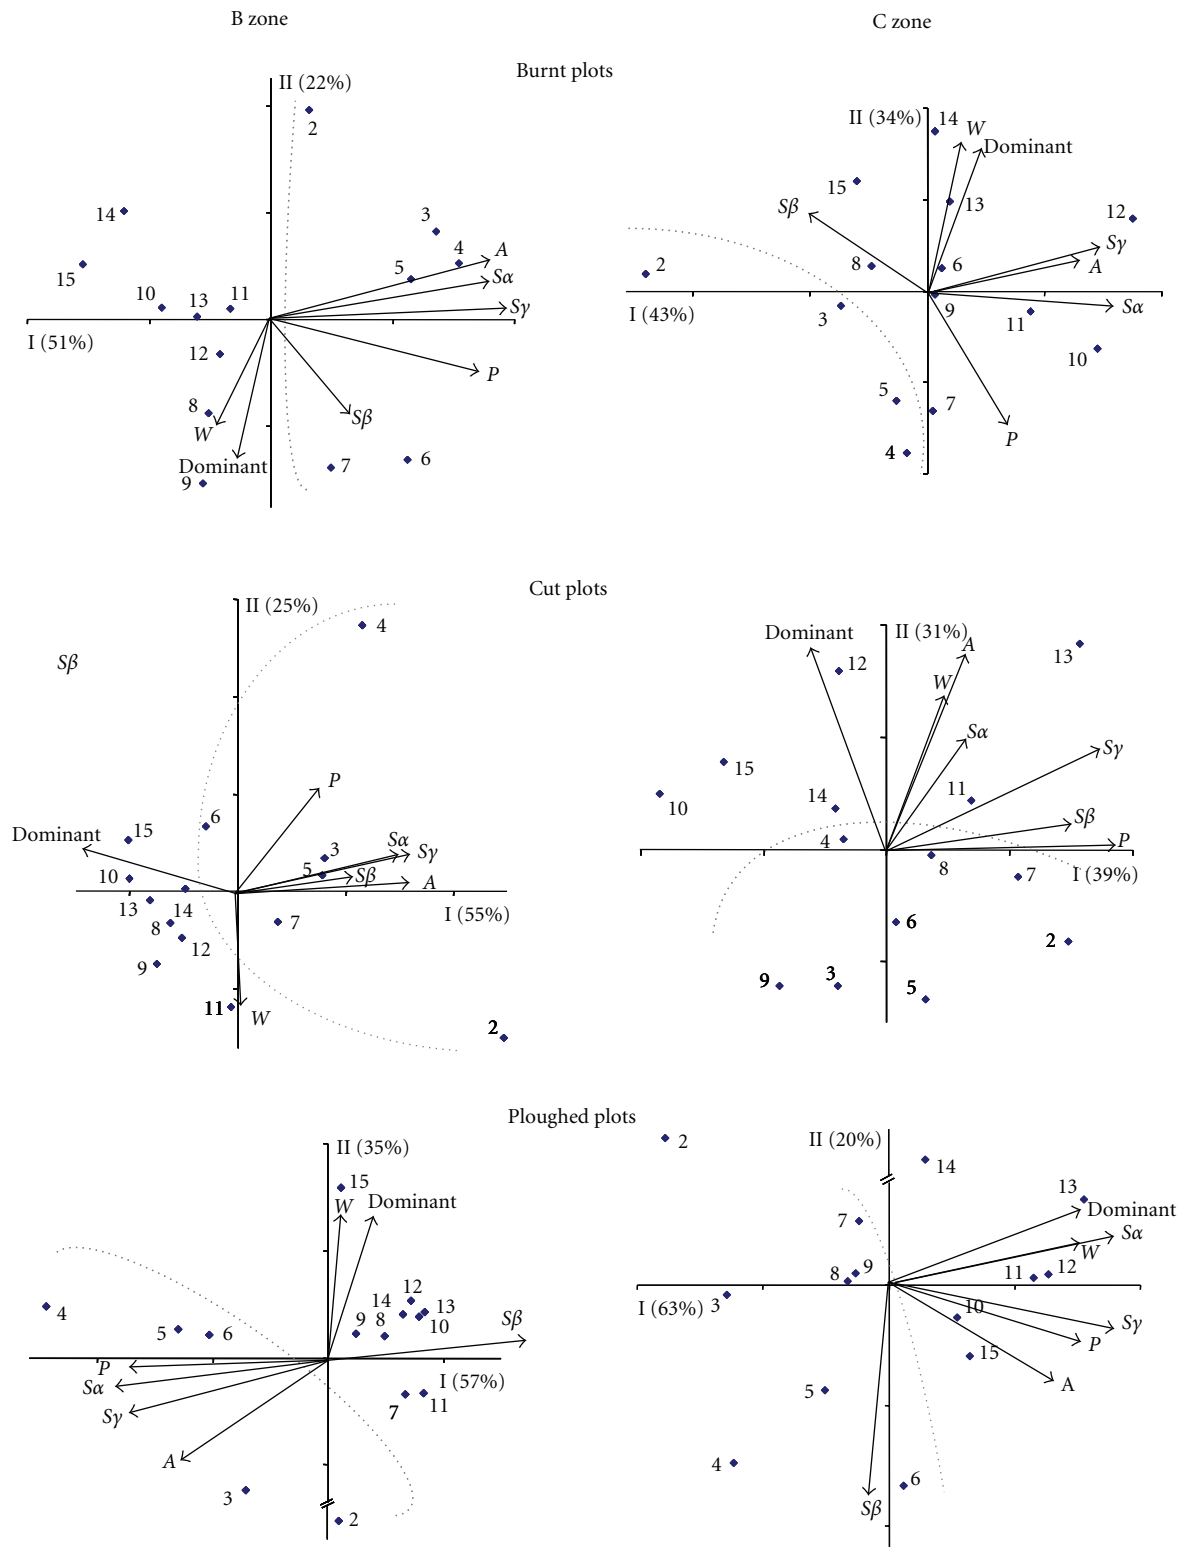 B zone
C zone
Burnt plots
II (22%)
2
14
15
3
4
5
A
Sα
Sγ
10
13
11
I (51%)
12
P
8
W
Sβ
Dominant
9
7
6
II (34%)
14
W
Dominant
15
13
Sβ
12
Sγ
2
8
6
A
I (43%)
3
9
Sα
11
10
5
7
P
4
Cut plots
II (25%)
4
Sβ
P
6
15
Dominant
3
Sα
Sγ
5
Sβ
A
10
13
14
I (55%)
8
7
12
9
11
W
2
Dominant
II (31%)
A
12
13
W
Sα
Sγ
15
10
14
11
Sβ
4
P
8
7
I (39%)
6
2
9
3
5
Ploughed plots
II (35%)
15
W
Dominant
4
12
14
13
5
6
9
8
10
Sβ
P
I (57%)
Sα
7
11
Sγ
A
3
2
2
II (20%)
14
13
7
Dominant
Sα
W
8
9
11
12
I (63%)
3
10
Sγ
P
15
5
A
4
6
Sβ